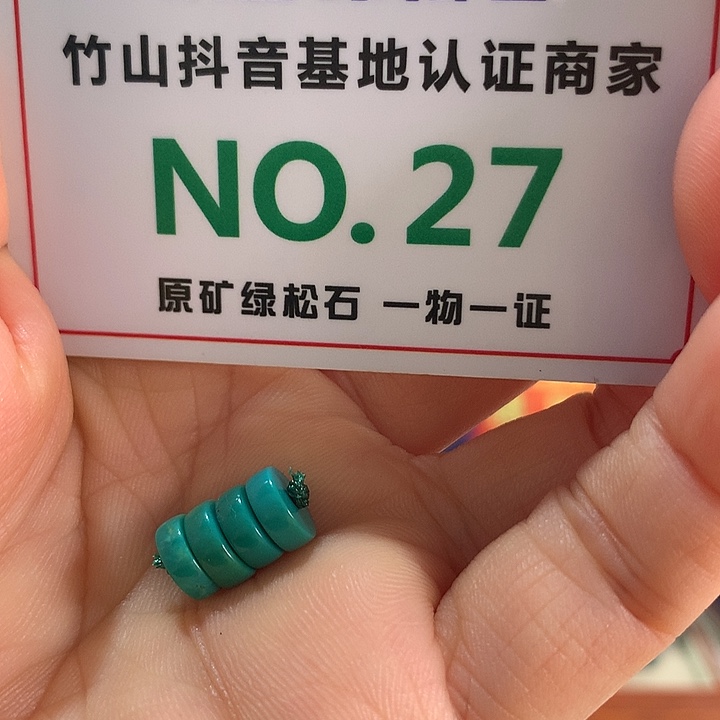 竹山抖音基地认证商家
NO.27
原矿绿松石 一物一证